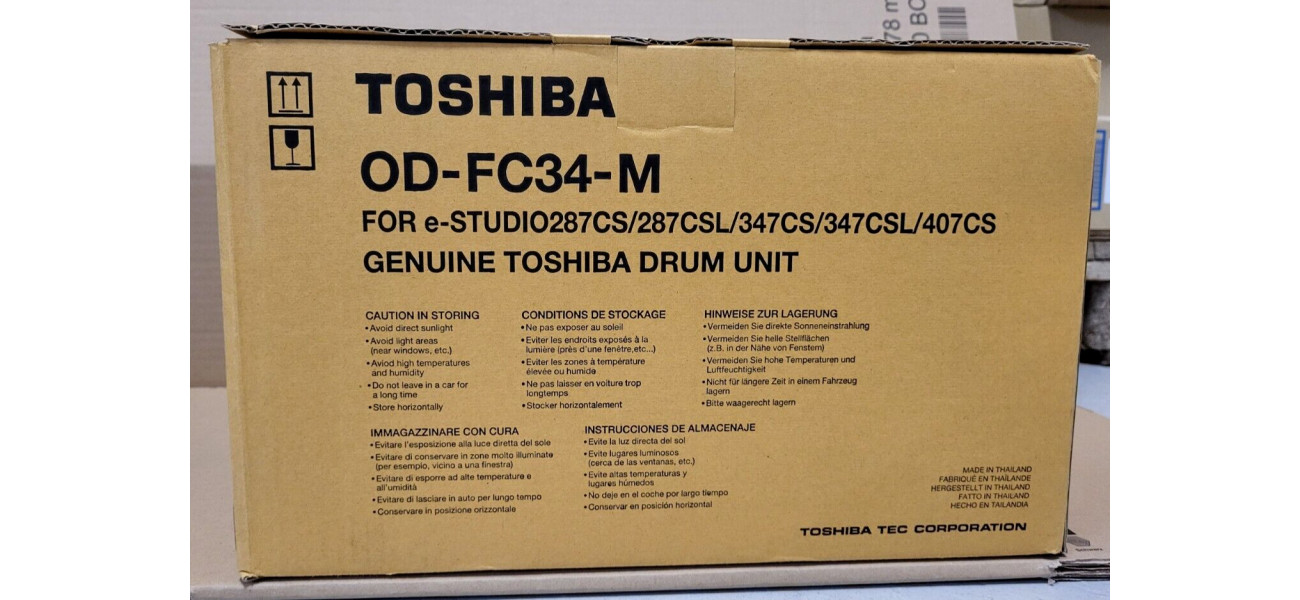 78 m
0 BO
TOSHIBA
OD-FC34-M
FOR e-STUDIO287CS/287CSL/347CS/347CSL/407CS
GENUINE TOSHIBA DRUM UNIT
CAUTION IN STORING
•Avoid direct sunlight
•Avoid light areas
(near windows, etc.)
•Aviod high temperatures
and humidity
•Do not leave in a car for
a long time
•Store horizontally
CONDITIONS DE STOCKAGE
•Ne pas exposer au soleil
•Eviter les endroits exposés à la
lumière (près d'une fenêtre,etc...)
•Eviter les zones à température
élevée ou humide
•Ne pas laisser en voiture trop
longtemps
•Stocker horizontalement
HINWEISE ZUR LAGERUNG
•Vermeiden Sie direkte Sonneneinstrahlung
•Vermeiden Sie helle Stellflächen
(z.B. in der Nähe von Fenstern)
•Vermeiden Sie hohe Temperaturen und
Luftfeuchtigkeit
•Nicht für längere Zeit in einem Fahrzeug
lagern
•Bitte waagerecht lagern
IMMAGAZZINARE CON CURA
•Evitare l'esposizione alla luce diretta del sole
•Evitare di conservare in zone molto illuminate
(per esempio, vicino a una finestra)
•Evitare di esporre ad alte temperature e
all'umidità
•Evitare di lasciare in auto per lungo tempo
•Conservare in posizione orizzontale
INSTRUCCIONES DE ALMACENAJE
•Evite la luz directa del sol
•Evite lugares luminosos
(cerca de las ventanas, etc.)
•Evite altas temperaturas y
lugares húmedos
•No deje en el coche por largo tiempo
•Conservar en posición horizontal
MADE IN THAILAND
FABRIQUÉ EN THAÏLANDE
HERGESTELLT IN THAILAND
FATTO IN THAILAND
HECHO EN TAILANDIA
TOSHIBA TEC CORPORATION